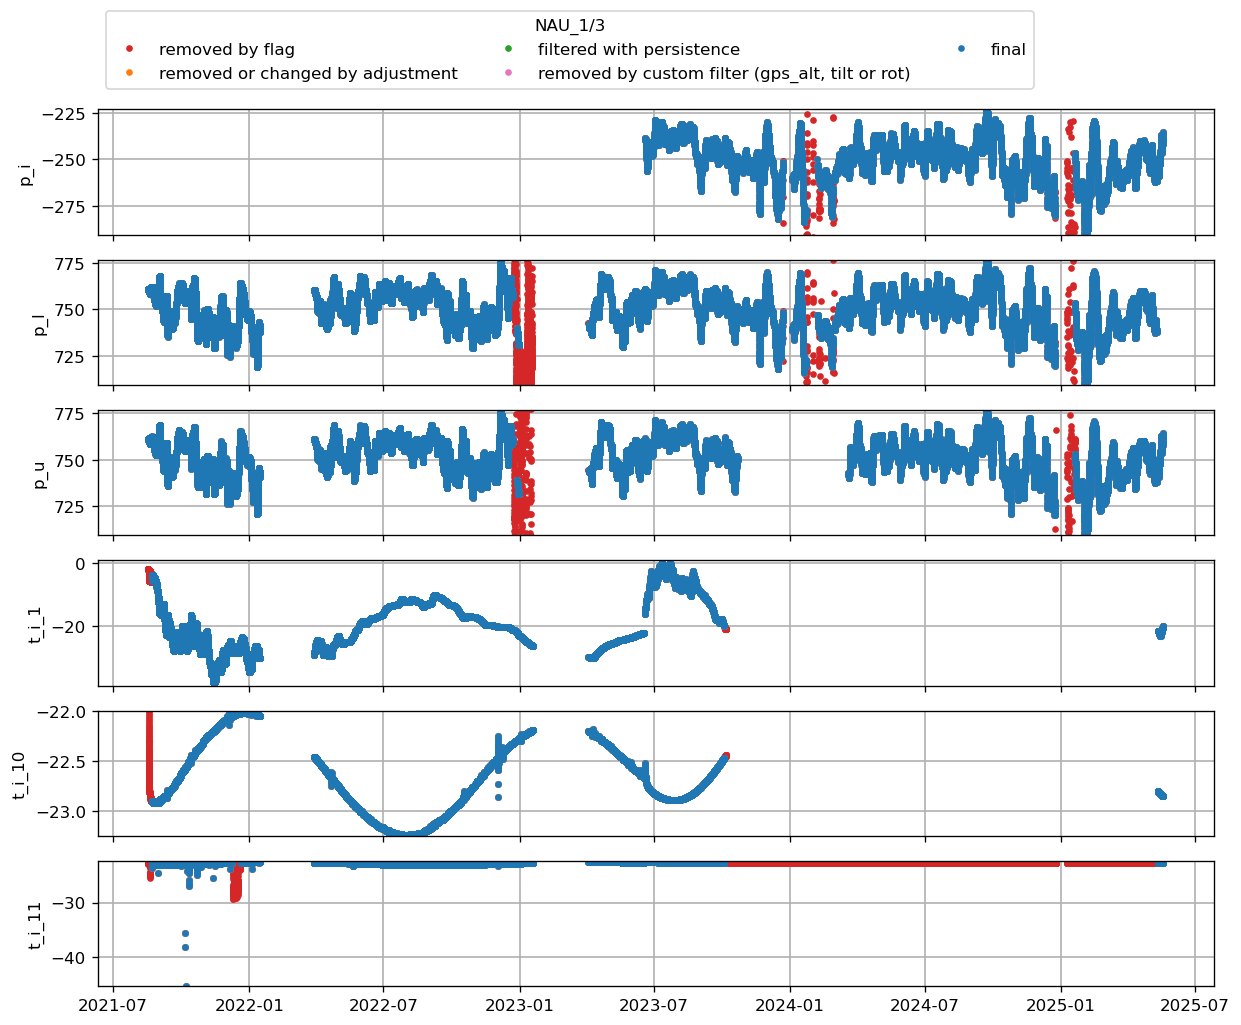 NAU_1/3
removed by flag
filtered with persistence
final
removed or changed by adjustment
removed by custom filter (gps_alt, tilt or rot)
−225
−250
−275
p_i
775
750
725
p_l
775
750
725
p_u
0
−20
t_i_1
−22.0
−22.5
−23.0
t_i_10
−30
−40
t_i_11
2021-07 2022-01 2022-07 2023-01 2023-07 2024-01 2024-07 2025-01 2025-07